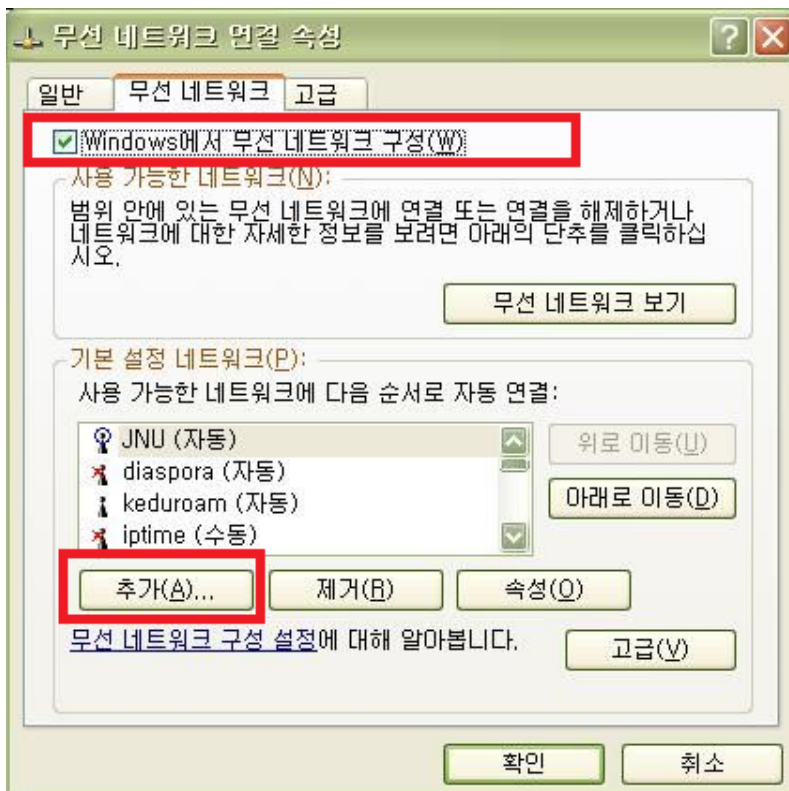 무선 네트워크 연결 속성
일반 무선 네트워크 고급
Windows에서 무선 네트워크 구성(W)
사용 가능한 네트워크(N):
범위 안에 있는 무선 네트워크에 연결 또는 연결을 해제하거나
네트워크에 대한 자세한 정보를 보려면 아래의 단추를 클릭하십
시오.
무선 네트워크 보기
기본 설정 네트워크(P):
사용 가능한 네트워크에 다음 순서로 자동 연결:
JNU (자동)
diaspora (자동)
keduroam (자동)
iptime (수동)
위로 이동(U)
아래로 이동(D)
추가(A)... 제거(R) 속성(O)
무선 네트워크 구성 설정에 대해 알아봅니다.
고급(V)
확인 취소